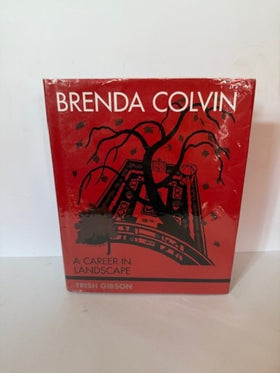 BRENDA COLVIN
A CAREER IN
LANDSCAPE
TRISH GIBSON